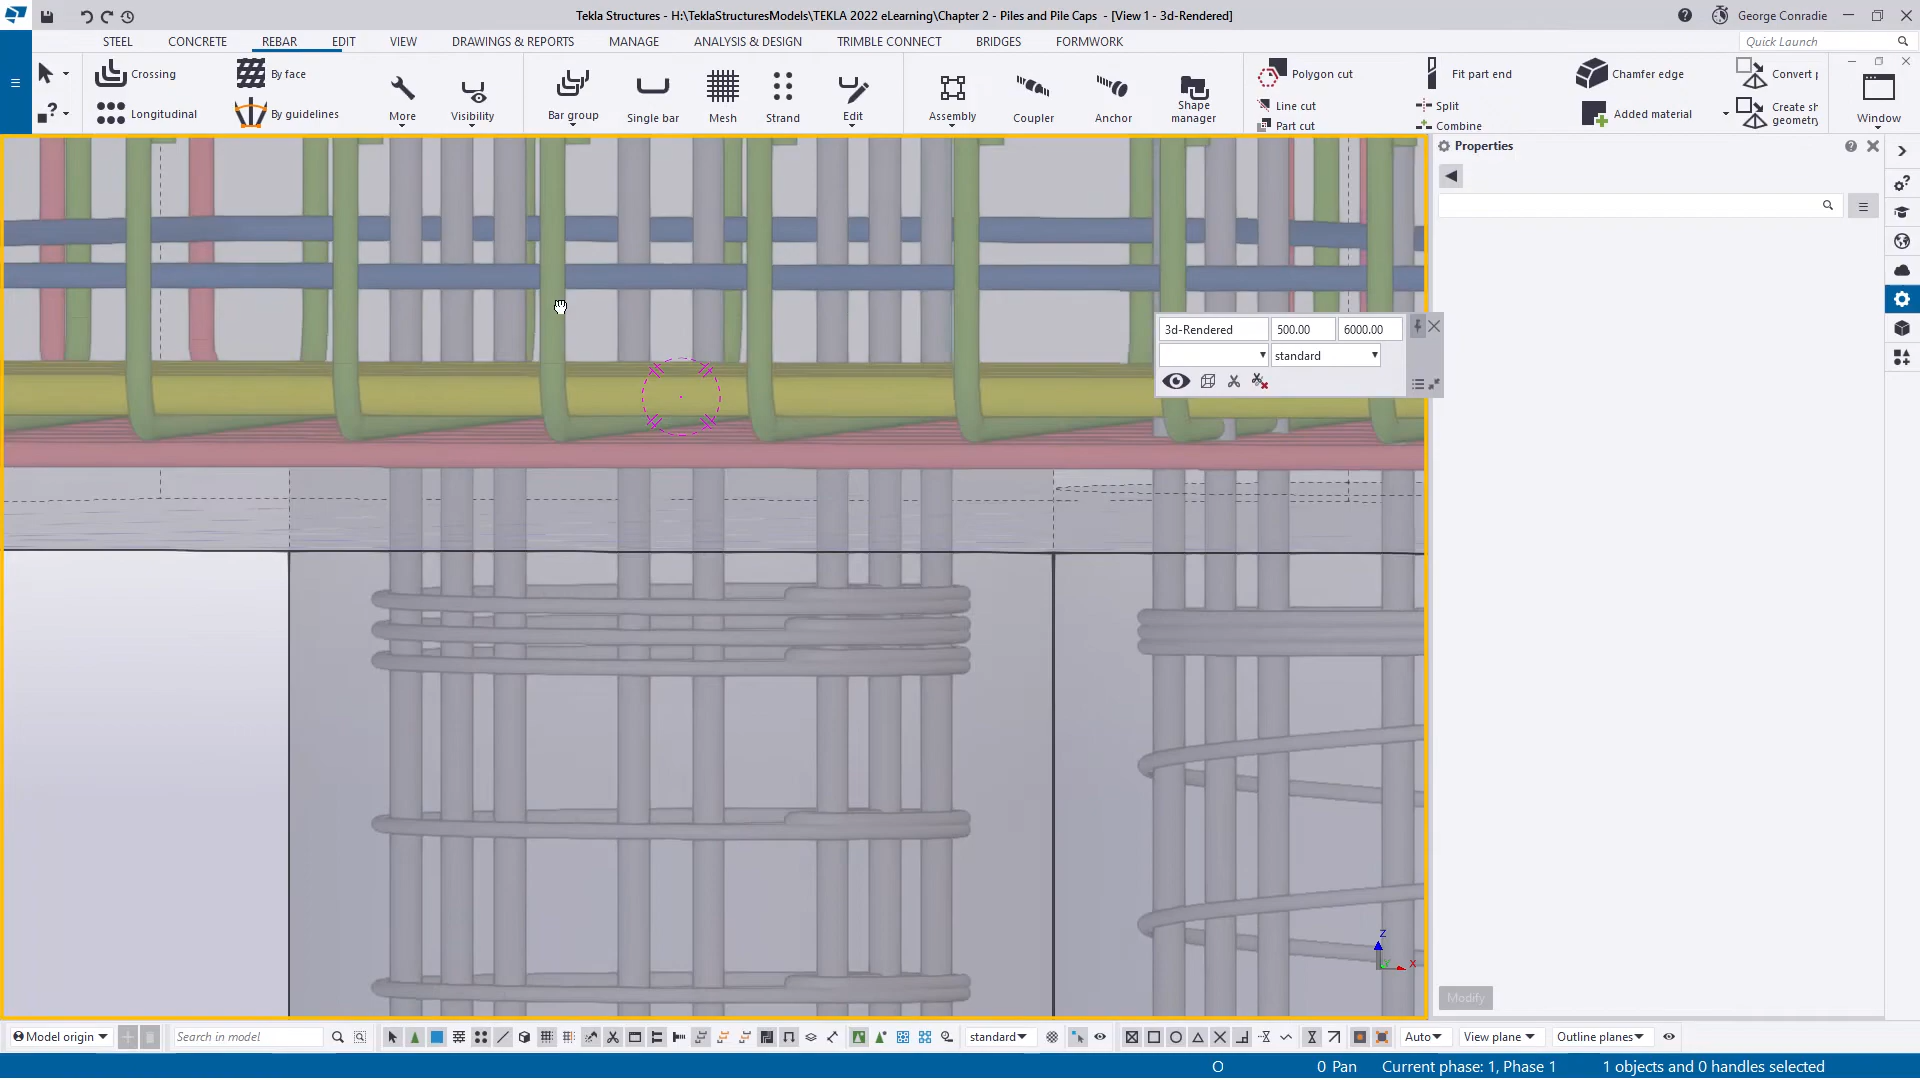 Tekla Structures - H:\TeklaStructuresModels\TEKLA 2022 eLearning\Chapter 2 - Piles and Pile Caps - [View 1 - 3d-Rendered]
George Conradie
STEEL CONCRETE REBAR EDIT VIEW DRAWINGS & REPORTS MANAGE ANALYSIS & DESIGN TRIMBLE CONNECT BRIDGES FORMWORK
Quick Launch
Crossing
Longitudinal
By face
By guidelines
More
Visibility
Bar group
Single bar
Mesh
Strand
Edit
Assembly
Coupler
Anchor
Shape
manager
Polygon cut
Line cut
Part cut
Fit part end
Split
Combine
Chamfer edge
Added material
Convert
Create sh
geometry
Window
Properties
3d-Rendered 500.00 6000.00
standard
Modify
Z
X
Model origin
Search in model
standard
Auto
View plane
Outline planes
O
0 Pan
Current phase: 1, Phase 1
1 objects and 0 handles selected